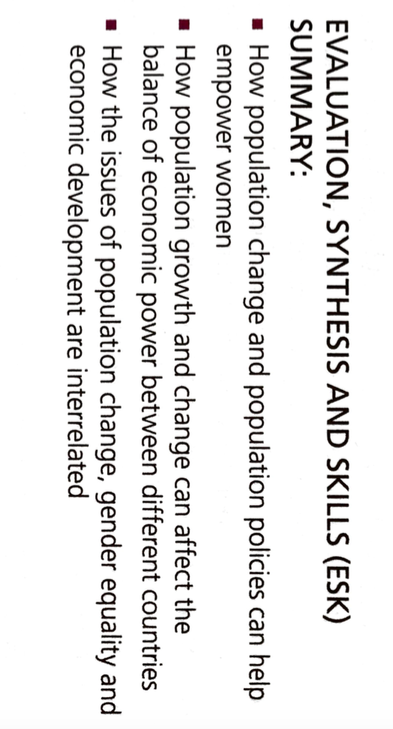 EVALUATION, SYNTHESIS AND SKILLS (ESK)
SUMMARY:
■ How population change and population policies can help
empower women
■ How population growth and change can affect the
balance of economic power between different countries
■ How the issues of population change, gender equality and
economic development are interrelated